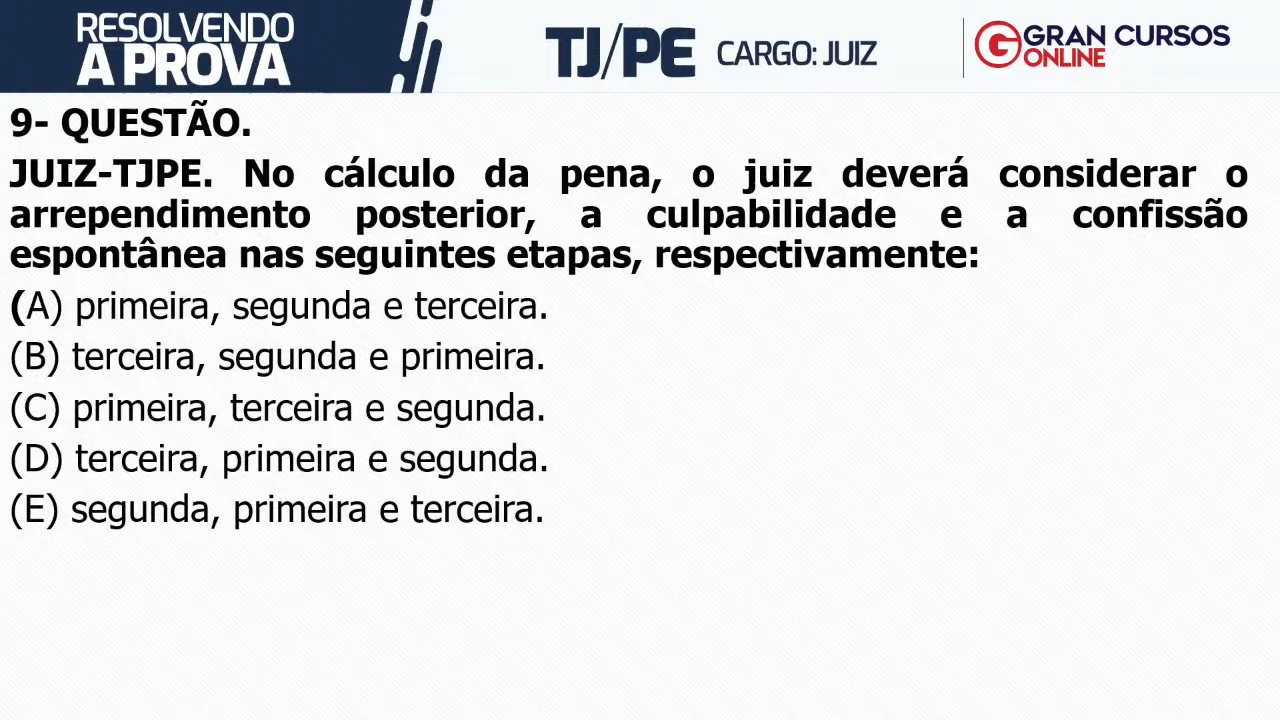 RESOLVENDO
A PROVA
TJ/PE CARGO: JUIZ
G GRAN CURSOS
ONLINE
9- QUESTÃO.
JUIZ-TJPE. No cálculo da pena, o juiz deverá considerar o
arrependimento posterior, a culpabilidade e a confissão
espontânea nas seguintes etapas, respectivamente:
(A) primeira, segunda e terceira.
(B) terceira, segunda e primeira.
(C) primeira, terceira e segunda.
(D) terceira, primeira e segunda.
(E) segunda, primeira e terceira.